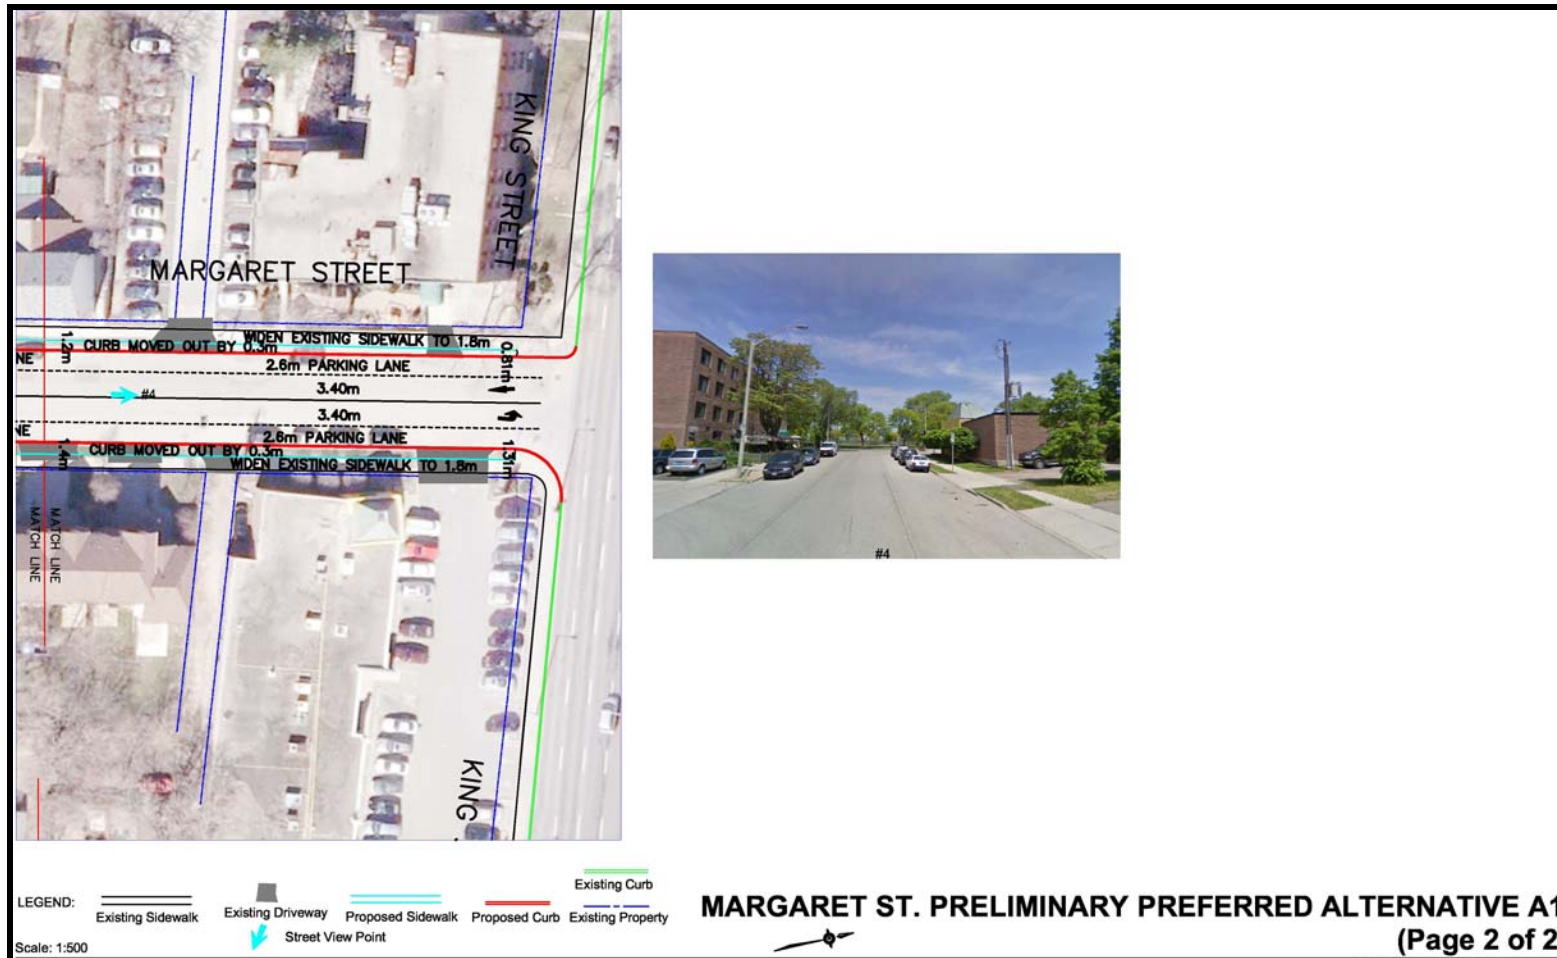 KING STREET
MARGARET STREET
WIDEN EXISTING SIDEWALK TO 1.8m
CURB MOVED OUT BY 0.3m
1.2m
0.81m
NE
2.6m PARKING LANE
3.40m
#4
3.40m
NE
2.6m PARKING LANE
1.4m
CURB MOVED OUT BY 0.3m
1.31m
WIDEN EXISTING SIDEWALK TO 1.8m
MATCH LINE
MATCH LINE
#4
KING
LEGEND:
Existing Sidewalk
Existing Driveway
Proposed Sidewalk
Proposed Curb
Existing Curb
Existing Property
Street View Point
Scale: 1:500
MARGARET ST. PRELIMINARY PREFERRED ALTERNATIVE A1
(Page 2 of 2